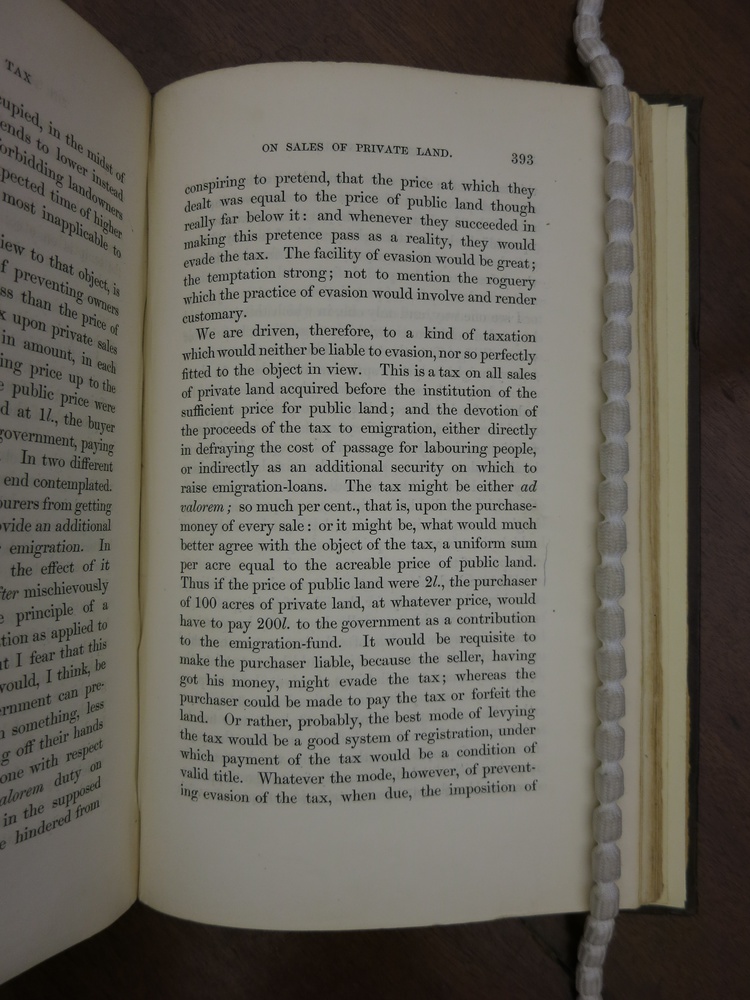 TAX
cupied, in the midst of
ends to lower instead
orbidding landowners
pected time of higher
most inapplicable to
iew to that object, is
f preventing owners
ss than the price of
x upon private sales
in amount, in each
ing price up to the
e public price were
d at 1l., the buyer
government, paying
In two different
end contemplated.
ourers from getting
vide an additional
emigration. In
the effect of it
fter mischievously
e principle of a
tion as applied to
t I fear that this
would, I think, be
ernment can pre-
n something, less
g off their hands
one with respect
alorem duty on
in the supposed
e hindered from
ON SALES OF PRIVATE LAND.
393
conspiring to pretend, that the price at which they
dealt was equal to the price of public land though
really far below it: and whenever they succeeded in
making this pretence pass as a reality, they would
evade the tax. The facility of evasion would be great;
the temptation strong; not to mention the roguery
which the practice of evasion would involve and render
customary.
We are driven, therefore, to a kind of taxation
which would neither be liable to evasion, nor so perfectly
fitted to the object in view. This is a tax on all sales
of private land acquired before the institution of the
sufficient price for public land; and the devotion of
the proceeds of the tax to emigration, either directly
in defraying the cost of passage for labouring people,
or indirectly as an additional security on which to
raise emigration-loans. The tax might be either ad
valorem; so much per cent., that is, upon the purchase-
money of every sale: or it might be, what would much
better agree with the object of the tax, a uniform sum
per acre equal to the acreable price of public land.
Thus if the price of public land were 2l., the purchaser
of 100 acres of private land, at whatever price, would
have to pay 200l. to the government as a contribution
to the emigration-fund. It would be requisite to
make the purchaser liable, because the seller, having
got his money, might evade the tax; whereas the
purchaser could be made to pay the tax or forfeit the
land. Or rather, probably, the best mode of levying
the tax would be a good system of registration, under
which payment of the tax would be a condition of
valid title. Whatever the mode, however, of prevent-
ing evasion of the tax, when due, the imposition of